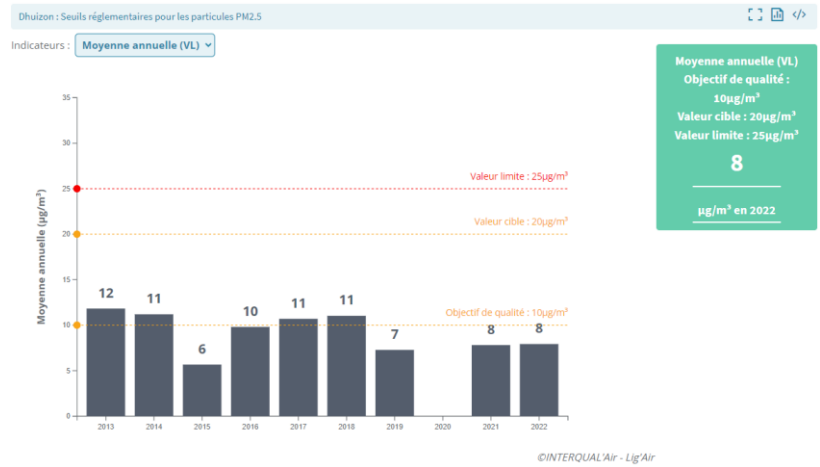 Dhuizon : Seuils réglementaires pour les particules PM2.5
Indicateurs : Moyenne annuelle (VL)
Moyenne annuelle (VL)
Objectif de qualité :
10µg/m³
Valeur cible : 20µg/m³
Valeur limite : 25µg/m³
8
µg/m³ en 2022
Moyenne annuelle (µg/m³)
35
30
25
20
15
10
5
0
Valeur limite : 25µg/m³
Valeur cible : 20µg/m³
Objectif de qualité : 10µg/m³
12
11
6
10
11
11
7
8
8
2013 2014 2015 2016 2017 2018 2019 2020 2021 2022
©INTERQUAL'Air - Lig'Air